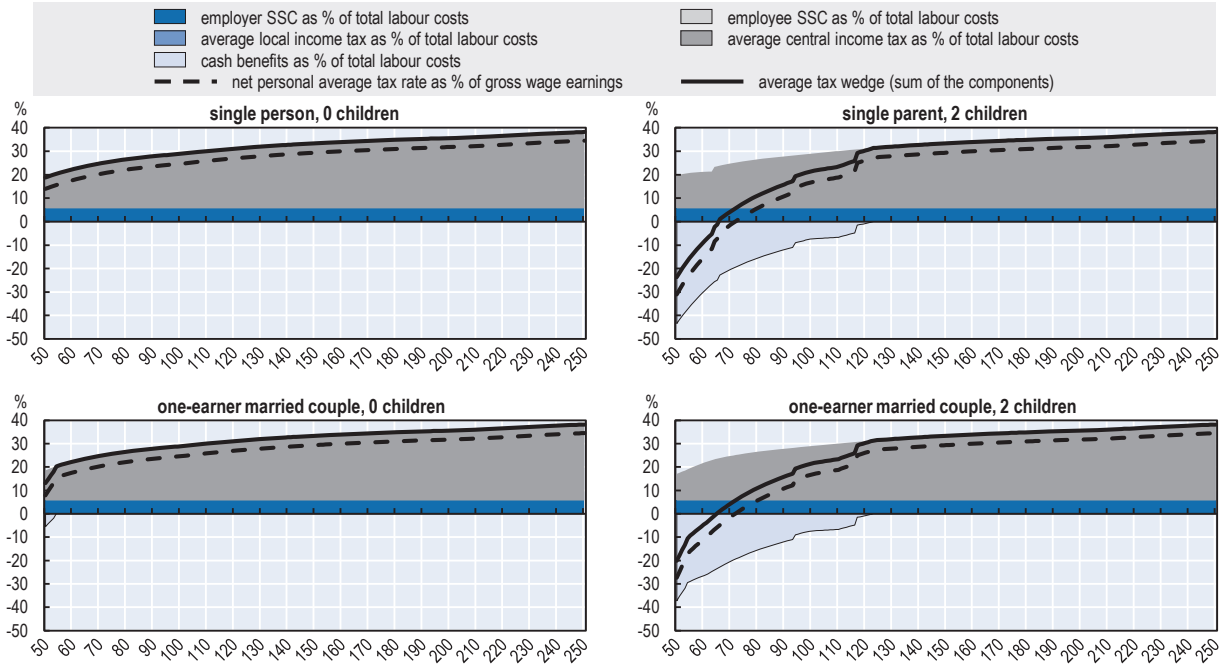 employer SSC as % of total labour costs
employee SSC as % of total labour costs
average local income tax as % of total labour costs
average central income tax as % of total labour costs
cash benefits as % of total labour costs
net personal average tax rate as % of gross wage earnings
average tax wedge (sum of the components)
%
single person, 0 children
40
30
20
10
0
-10
-20
-30
-40
-50
50 60 70 80 90 100 110 120 130 140 150 160 170 180 190 200 210 220 230 240 250
%
single parent, 2 children
40
30
20
10
0
-10
-20
-30
-40
-50
50 60 70 80 90 100 110 120 130 140 150 160 170 180 190 200 210 220 230 240 250
%
one-earner married couple, 0 children
40
30
20
10
0
-10
-20
-30
-40
-50
50 60 70 80 90 100 110 120 130 140 150 160 170 180 190 200 210 220 230 240 250
%
one-earner married couple, 2 children
40
30
20
10
0
-10
-20
-30
-40
-50
50 60 70 80 90 100 110 120 130 140 150 160 170 180 190 200 210 220 230 240 250